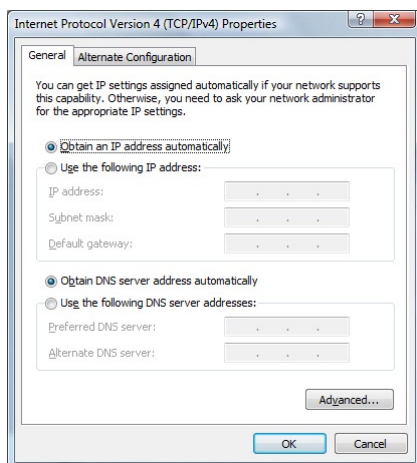 Internet Protocol Version 4 (TCP/IPv4) Properties
General Alternate Configuration
You can get IP settings assigned automatically if your network supports
this capability. Otherwise, you need to ask your network administrator
for the appropriate IP settings.
Obtain an IP address automatically
Use the following IP address:
IP address:
Subnet mask:
Default gateway:
Obtain DNS server address automatically
Use the following DNS server addresses:
Preferred DNS server:
Alternate DNS server:
Advanced...
OK Cancel